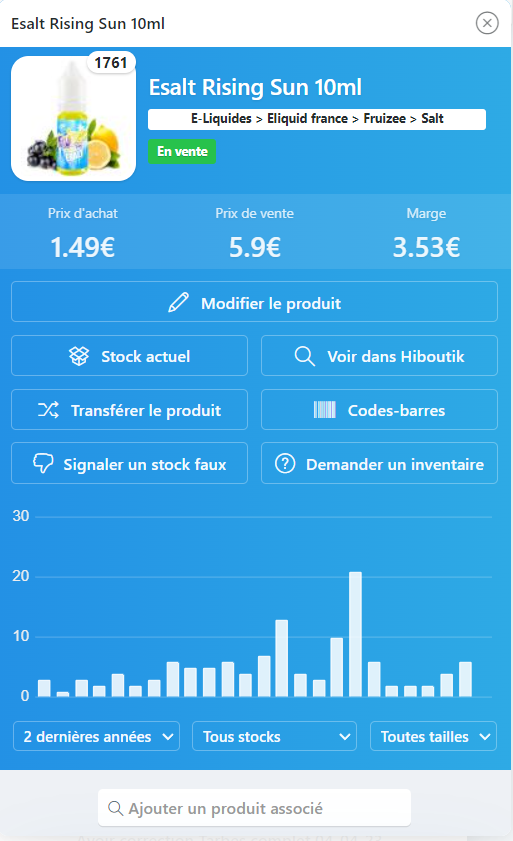 Esalt Rising Sun 10ml
1761
Esalt Rising Sun 10ml
E-Liquides > Eliquid france > Fruizee > Salt
En vente
Prix d'achat Prix de vente Marge
1.49€ 5.9€ 3.53€
Modifier le produit
Stock actuel Voir dans Hiboutik
Transférer le produit Codes-barres
Signaler un stock faux Demander un inventaire
30
20
10
0
2 dernières années Tous stocks Toutes tailles
Ajouter un produit associé